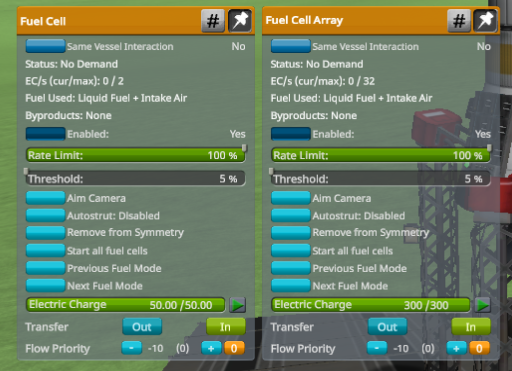 Fuel Cell
#
Same Vessel Interaction No
Status: No Demand
EC/s (cur/max): 0 / 2
Fuel Used: Liquid Fuel + Intake Air
Byproducts: None
Enabled: Yes
Rate Limit: 100 %
Threshold: 5 %
Aim Camera
Autostrut: Disabled
Remove from Symmetry
Start all fuel cells
Previous Fuel Mode
Next Fuel Mode
Electric Charge 50.00 /50.00
Transfer Out In
Flow Priority - -10 (0) + 0
Fuel Cell Array
#
Same Vessel Interaction No
Status: No Demand
EC/s (cur/max): 0 / 32
Fuel Used: Liquid Fuel + Intake Air
Byproducts: None
Enabled: Yes
Rate Limit: 100 %
Threshold: 5 %
Aim Camera
Autostrut: Disabled
Remove from Symmetry
Start all fuel cells
Previous Fuel Mode
Next Fuel Mode
Electric Charge 300 /300
Transfer Out In
Flow Priority - -10 (0) + 0